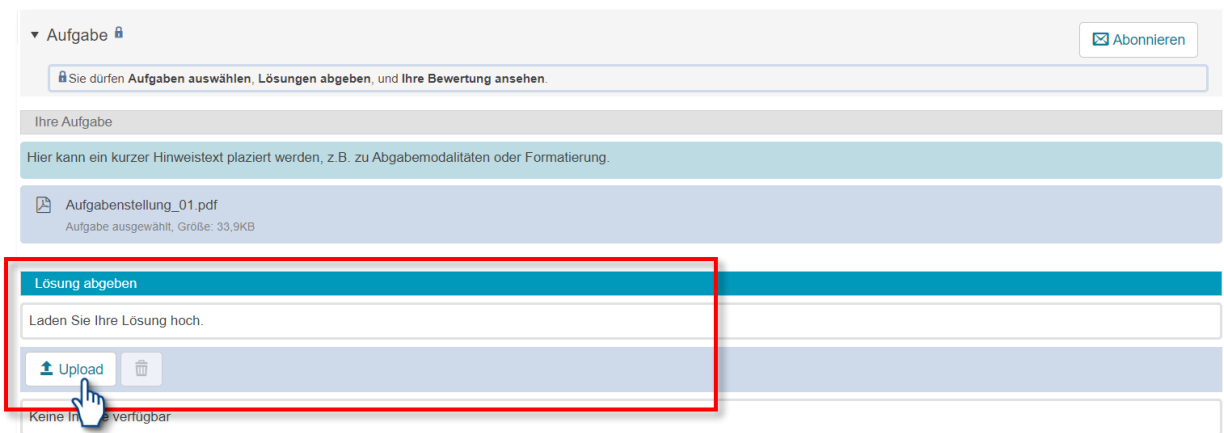 Aufgabe
Abonnieren
Sie dürfen Aufgaben auswählen, Lösungen abgeben, und Ihre Bewertung ansehen.
Ihre Aufgabe
Hier kann ein kurzer Hinweistext plaziert werden, z.B. zu Abgabemodalitäten oder Formatierung.
Aufgabenstellung_01.pdf
Aufgabe ausgewählt, Größe: 33,9KB
Lösung abgeben
Laden Sie Ihre Lösung hoch.
Upload
Keine verfügbar